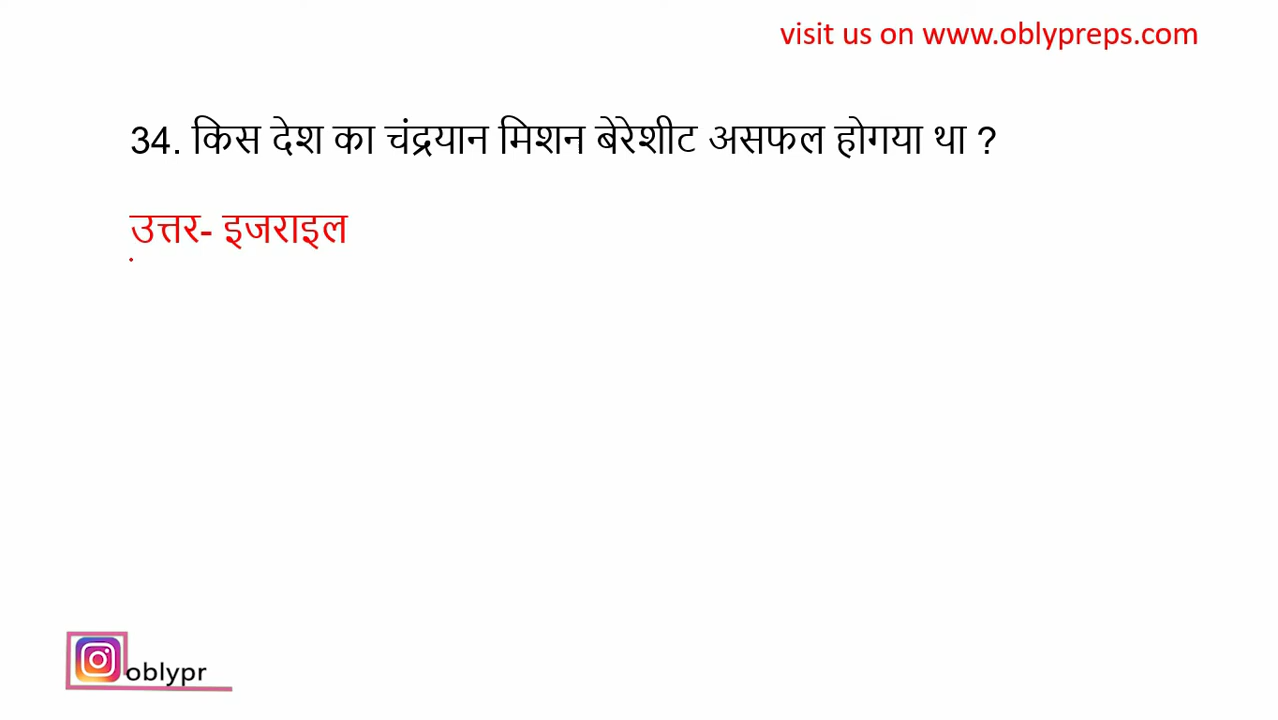 visit us on www.oblypreps.com
34. किस देश का चंद्रयान मिशन बेरेशीट असफल होगया था ?
उत्तर- इजराइल
oblypr